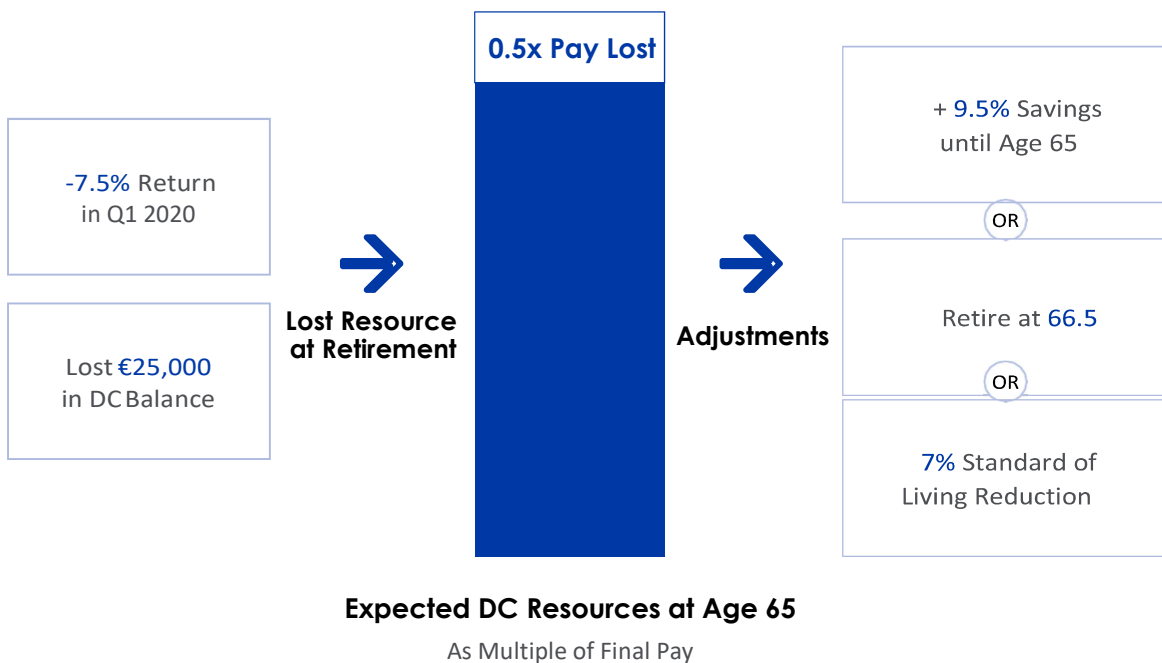 -7.5% Return
in Q1 2020
Lost €25,000
in DC Balance
Lost Resource
at Retirement
0.5x Pay Lost
Adjustments
+ 9.5% Savings
until Age 65
OR
Retire at 66.5
OR
7% Standard of
Living Reduction
Expected DC Resources at Age 65
As Multiple of Final Pay